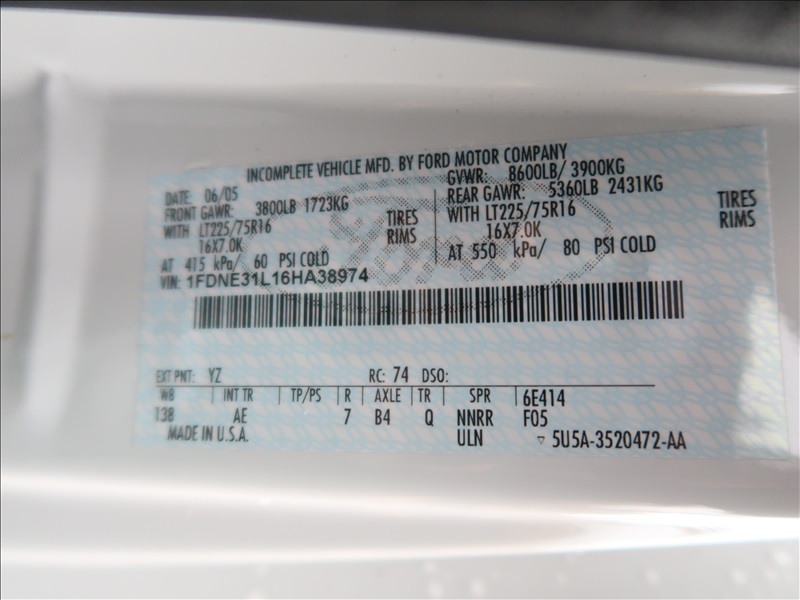 INCOMPLETE VEHICLE MFD. BY FORD MOTOR COMPANY
DATE: 06/05 GVWR: 8600LB/ 3900KG
FRONT GAWR: 3800LB 1723KG REAR GAWR: 5360LB 2431KG
WITH LT225/75R16 TIRES WITH LT225/75R16 TIRES
16X7.0K RIMS 16X7.0K RIMS
AT 415 kPa/ 60 PSI COLD AT 550 kPa/ 80 PSI COLD
VIN: 1FDNE31L16HA38974
Ford
EXT PNT: YZ RC: 74 DSO:
WB INT TR TP/PS R AXLE TR SPR 6E414
138 AE 7 B4 Q NNRR F05
MADE IN U.S.A. ULN ▽ 5U5A-3520472-AA